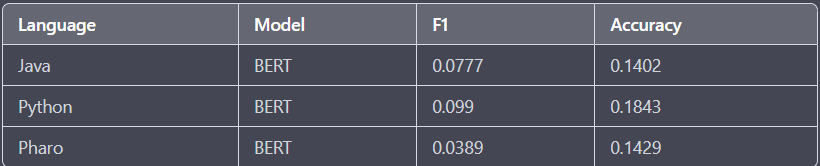 Language Model F1 Accuracy
Java BERT 0.0777 0.1402
Python BERT 0.099 0.1843
Pharo BERT 0.0389 0.1429